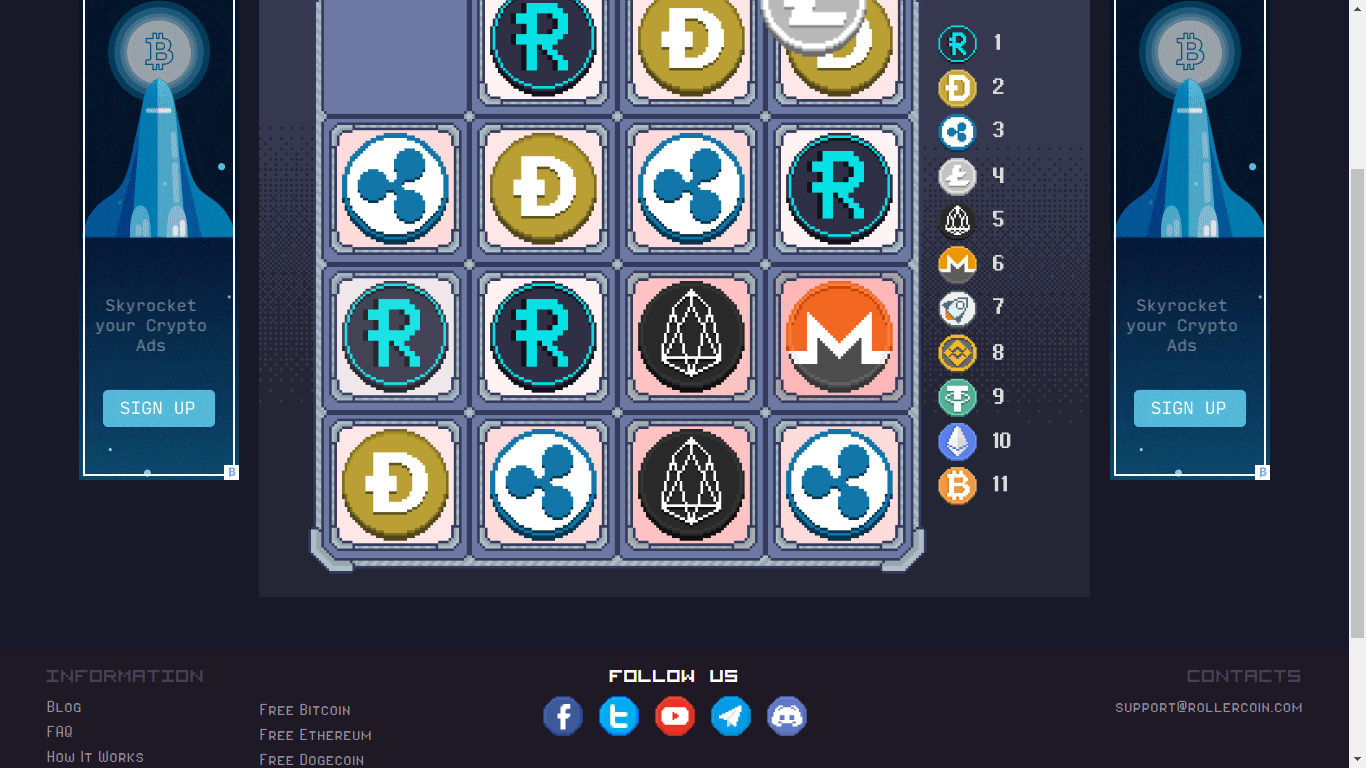 1
2
3
4
5
6
7
8
9
10
11
Skyrocket
your Crypto
Ads
SIGN UP
Skyrocket
your Crypto
Ads
SIGN UP
INFORMATION
Blog
FAQ
How It Works
Free Bitcoin
Free Ethereum
Free Dogecoin
FOLLOW US
CONTACTS
support@rollercoin.com